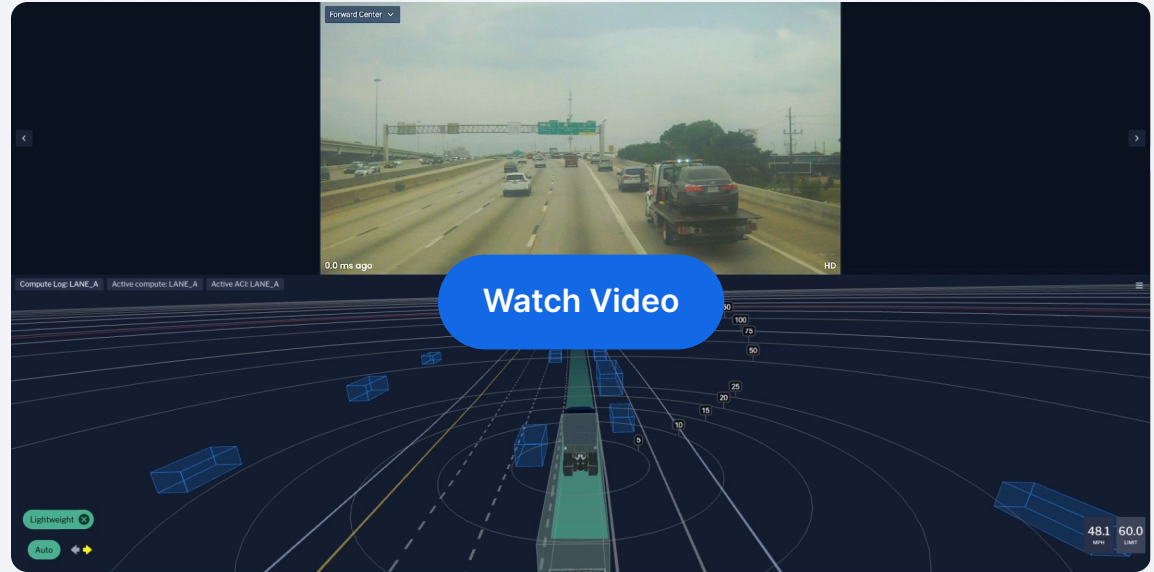 Forward Center
0.0 ms ago
HD
Compute Log: LANE_A
Active compute: LANE_A
Active ACI: LANE_A
Watch Video
100
75
50
25
20
15
10
5
Lightweight
Auto
48.1 60.0
MPH LIMIT